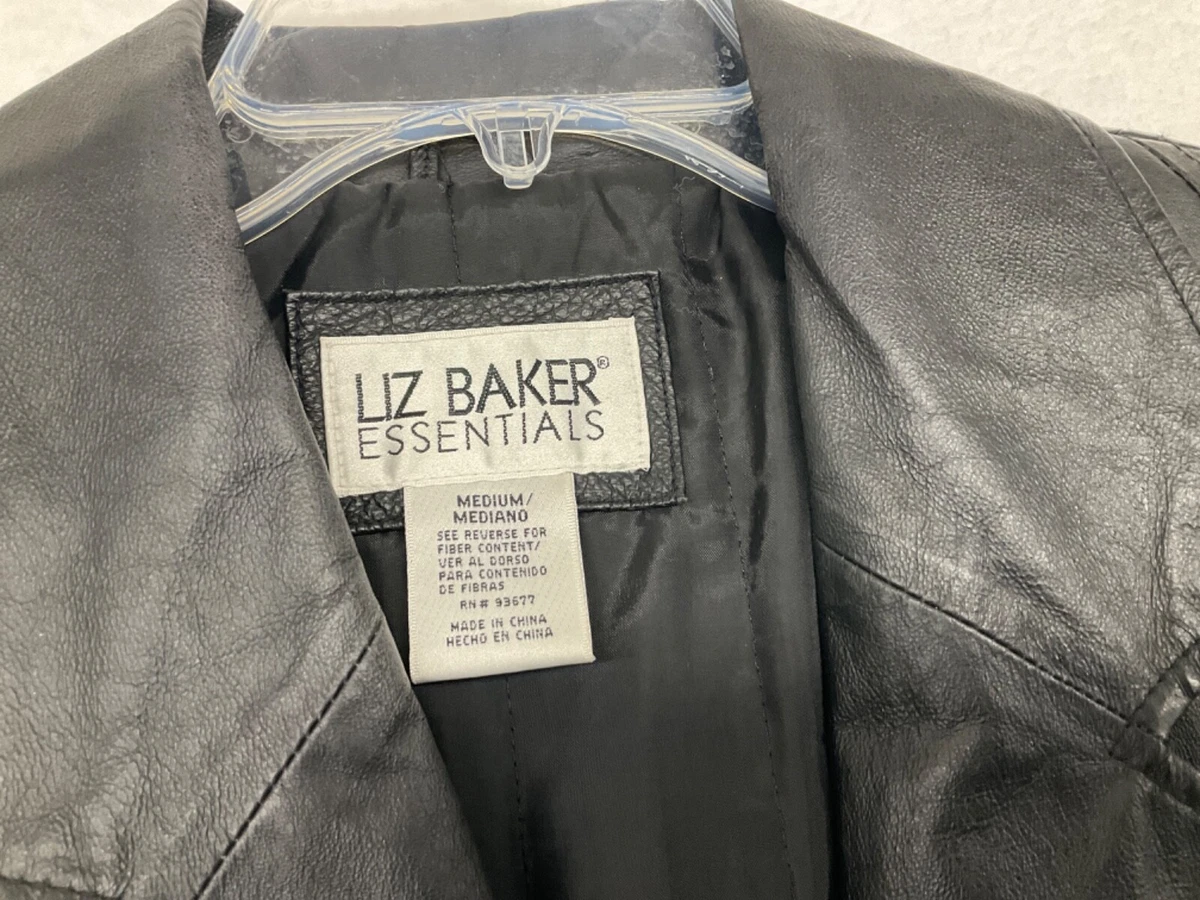 LIZ BAKER®
ESSENTIALS
MEDIUM/
MEDIANO
SEE REVERSE FOR
FIBER CONTENT/
VER AL DORSO
PARA CONTENIDO
DE FIBRAS
RN# 93677
MADE IN CHINA
HECHO EN CHINA